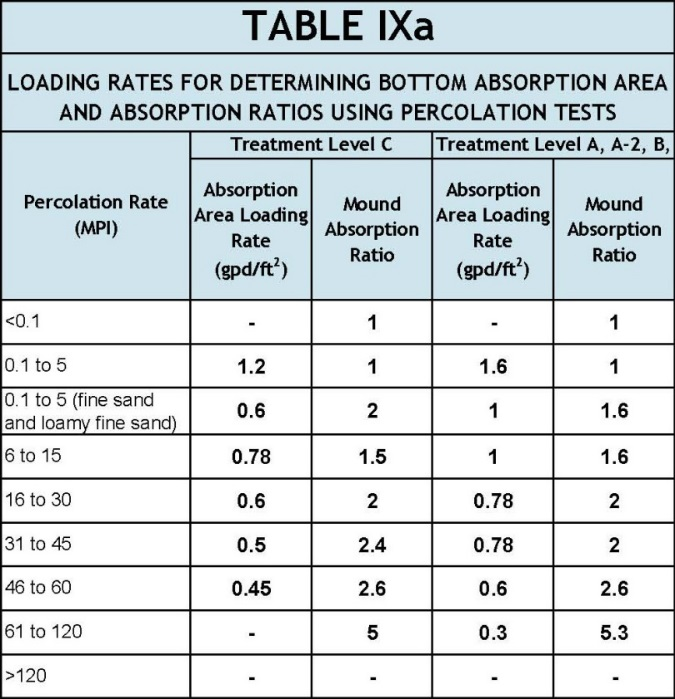 TABLE IXa
LOADING RATES FOR DETERMINING BOTTOM ABSORPTION AREA
AND ABSORPTION RATIOS USING PERCOLATION TESTS
Percolation Rate
(MPI)
Treatment Level C
Treatment Level A, A-2, B,
Absorption
Area Loading
Rate
(gpd/ft²)
Mound
Absorption
Ratio
Absorption
Area Loading
Rate
(gpd/ft²)
Mound
Absorption
Ratio
<0.1 - 1 - 1
0.1 to 5 1.2 1 1.6 1
0.1 to 5 (fine sand
and loamy fine sand) 0.6 2 1 1.6
6 to 15 0.78 1.5 1 1.6
16 to 30 0.6 2 0.78 2
31 to 45 0.5 2.4 0.78 2
46 to 60 0.45 2.6 0.6 2.6
61 to 120 - 5 0.3 5.3
>120 - - - -